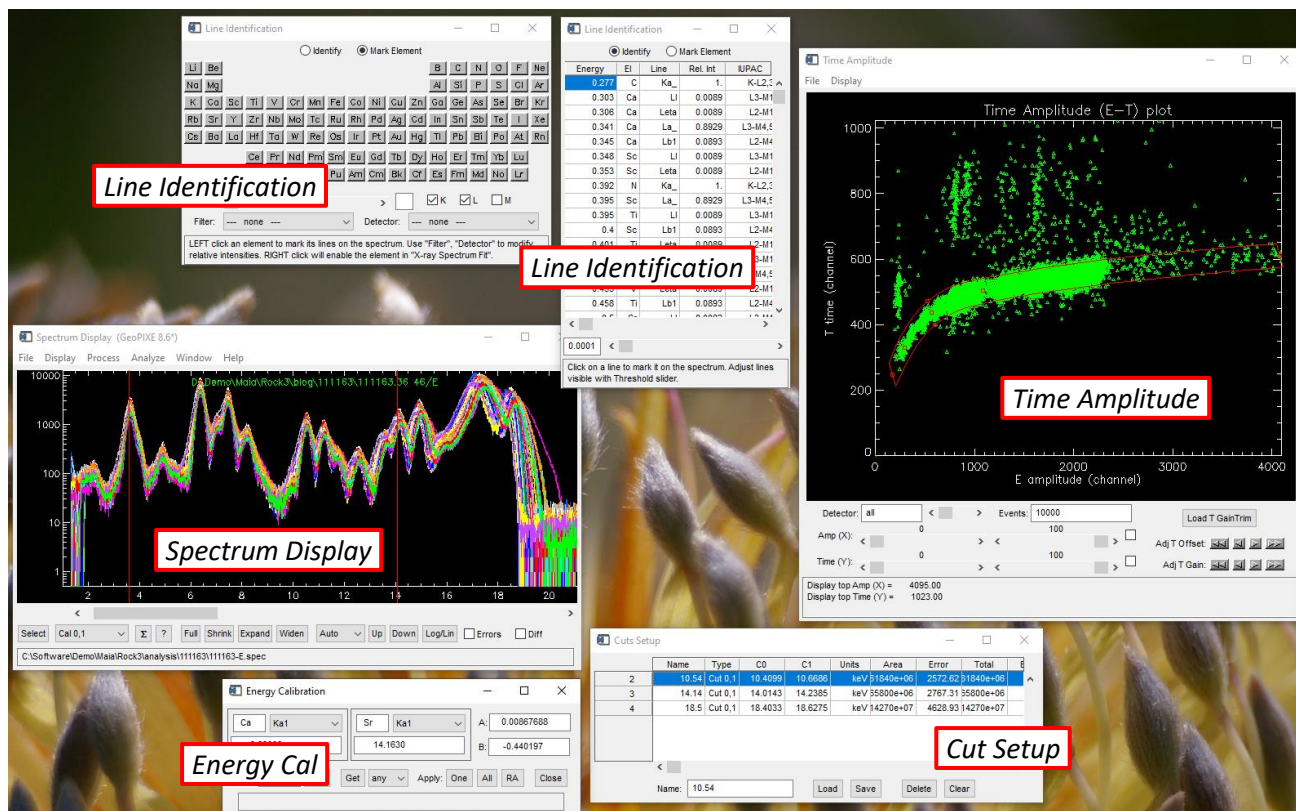 Line Identification
Identify Mark Element
Li Be B C N O F Ne
Na Mg Al Si P S Cl Ar
K Ca Sc Ti V Cr Mn Fe Co Ni Cu Zn Ga Ge As Se Br Kr
Rb Sr Y Zr Nb Mo Tc Ru Rh Pd Ag Cd In Sn Sb Te I Xe
Cs Ba La Hf Ta W Re Os Ir Pt Au Hg Tl Pb Bi Po At Rn
Ce Pr Nd Pm Sm Eu Gd Tb Dy Ho Er Tm Yb Lu
Pu Am Cm Bk Cf Es Fm Md No Lr
Line Identification
K L M
Filter: --- none --- Detector: --- none ---
LEFT click an element to mark its lines on the spectrum. Use "Filter", "Detector" to modify
relative intensities. RIGHT click will enable the element in "X-ray Spectrum Fit".
Line Identification
Identify Mark Element
Energy El Line Rel. Int IUPAC
0.277 C Ka_ 1. K-L2,3
0.303 Ca Ll 0.0089 L3-M1
0.306 Ca Leta 0.0089 L2-M1
0.341 Ca La_ 0.8929 L3-M4,5
0.345 Ca Lb1 0.0893 L2-M4
0.348 Sc Ll 0.0089 L3-M1
0.353 Sc Leta 0.0089 L2-M1
0.392 N Ka_ 1. K-L2,3
0.395 Sc La_ 0.8929 L3-M4,5
0.395 Ti Ll 0.0089 L3-M1
0.4 Sc Lb1 0.0893 L2-M4
0.401 Ti Leta 0.0089 L2-M1
Line Identification
0.458 Ti Lb1 0.0893 L2-M4
0.0001
Click on a line to mark it on the spectrum. Adjust lines
visible with Threshold slider.
Time Amplitude
File Display
Time Amplitude (E-T) plot
1000
800
600
400
200
0
0 1000 2000 3000 4000
E amplitude (channel)
T time (channel)
Time Amplitude
Detector: all Events: 10000 Load T GainTrim
Amp (X): 0 100 Adj T Offset:
Time (Y): 0 100 Adj T Gain:
Display top Amp (X) = 4095.00
Display top Time (Y) = 1023.00
Spectrum Display (GeoPIXE 8.6*)
File Display Process Analyze Window Help
46/E
10000
1000
100
10
1
2 4 6 8 10 12 14 16 18 20
Spectrum Display
Select Cal 0,1 Σ ? Full Shrink Expand Widen Auto Up Down Log/Lin Errors Diff
C:\Software\Demo\Maia\Rock3\analysis\111163\111163-E.spec
Energy Calibration
Ca Ka1 Sr Ka1 A: 0.00867688
14.1630 B: -0.440197
Energy Cal
Get any Apply: One All RA Close
Cuts Setup
Name Type C0 C1 Units Area Error Total
2 10.54 Cut 0,1 10.4099 10.6686 keV 61840e+06 2572.62 61840e+06
3 14.14 Cut 0,1 14.0143 14.2385 keV 2767.31
4 18.5 Cut 0,1 18.4033 18.6275 keV 14270e+07 4628.93 14270e+07
Cut Setup
Name: 10.54 Load Save Delete Clear